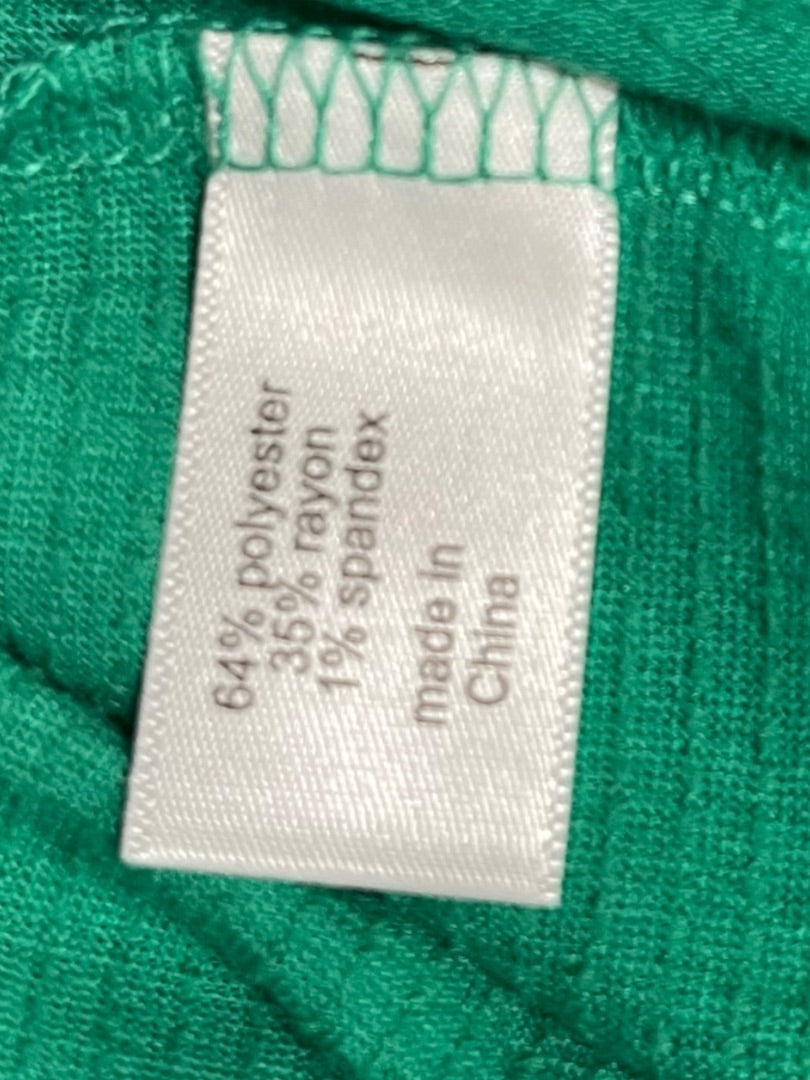 64% polyester
35% rayon
1% spandex
made in
China